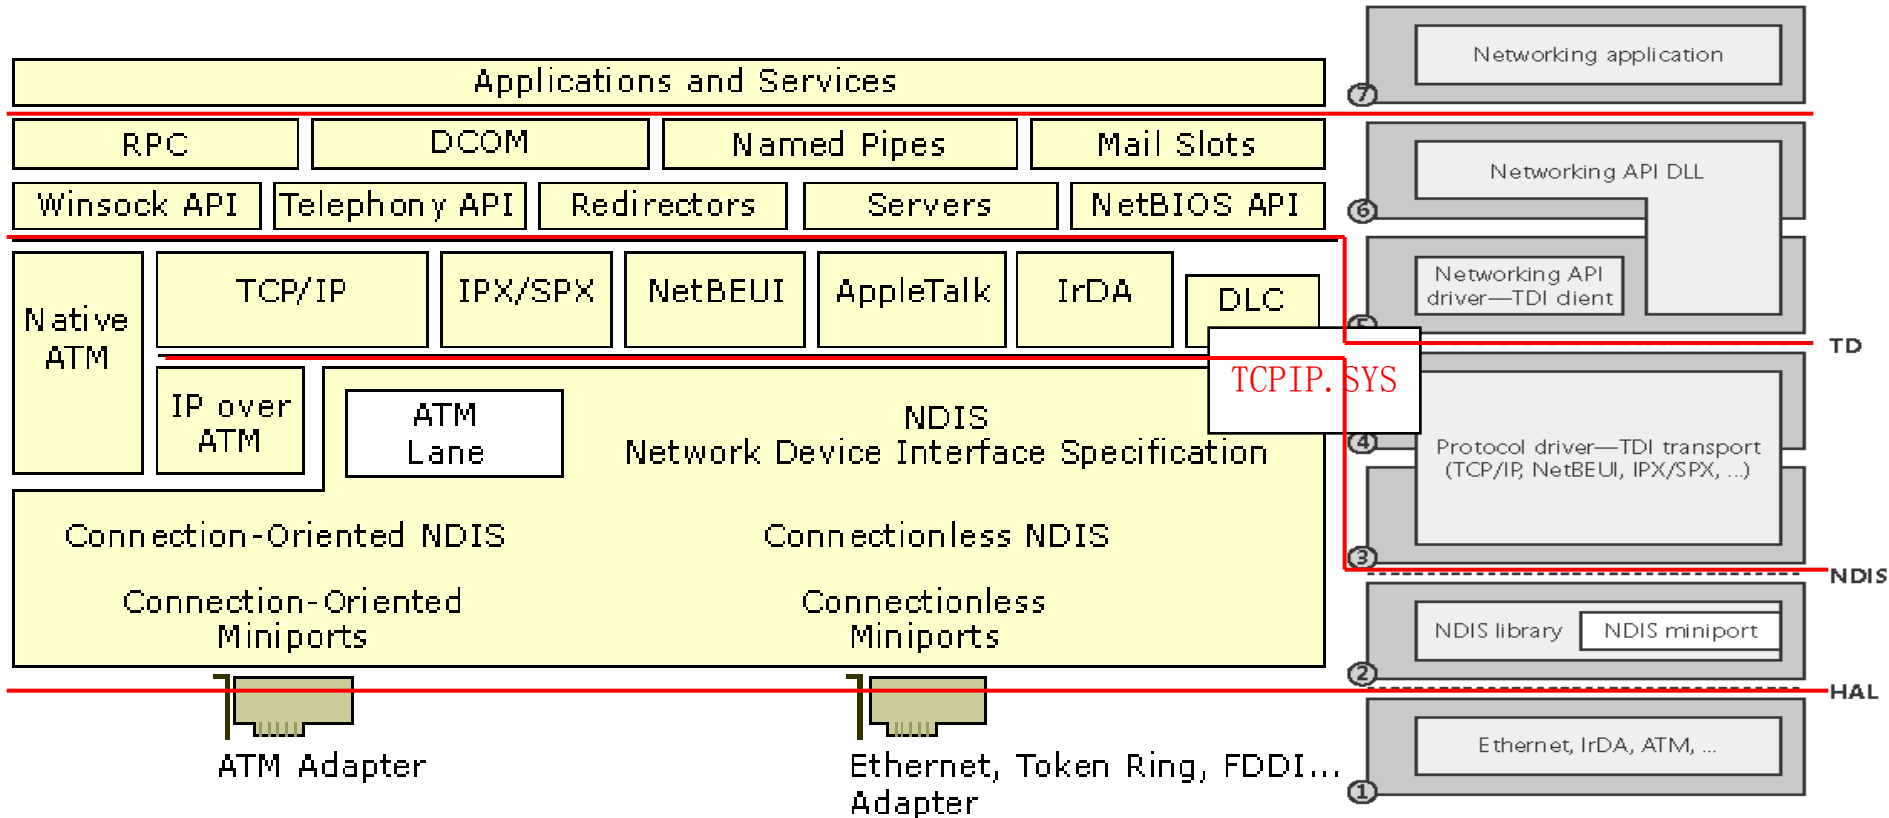 Applications and Services
RPC
DCOM
Named Pipes
Mail Slots
Winsock API
Telephony API
Redirectors
Servers
NetBIOS API
Native
ATM
TCP/IP
IPX/SPX
NetBEUI
AppleTalk
IrDA
DLC
TCPIP.SYS
IP over
ATM
ATM
Lane
NDIS
Network Device Interface Specification
Connection-Oriented NDIS
Connectionless NDIS
Connection-Oriented
Miniports
Connectionless
Miniports
ATM Adapter
Ethernet, Token Ring, FDDI...
Adapter
Networking application
7
Networking API DLL
6
Networking API
driver—TDI client
5
TD
4
Protocol driver—TDI transport
(TCP/IP, NetBEUI, IPX/SPX, ...)
3
NDIS
NDIS library
NDIS miniport
2
HAL
Ethernet, IrDA, ATM, ...
1